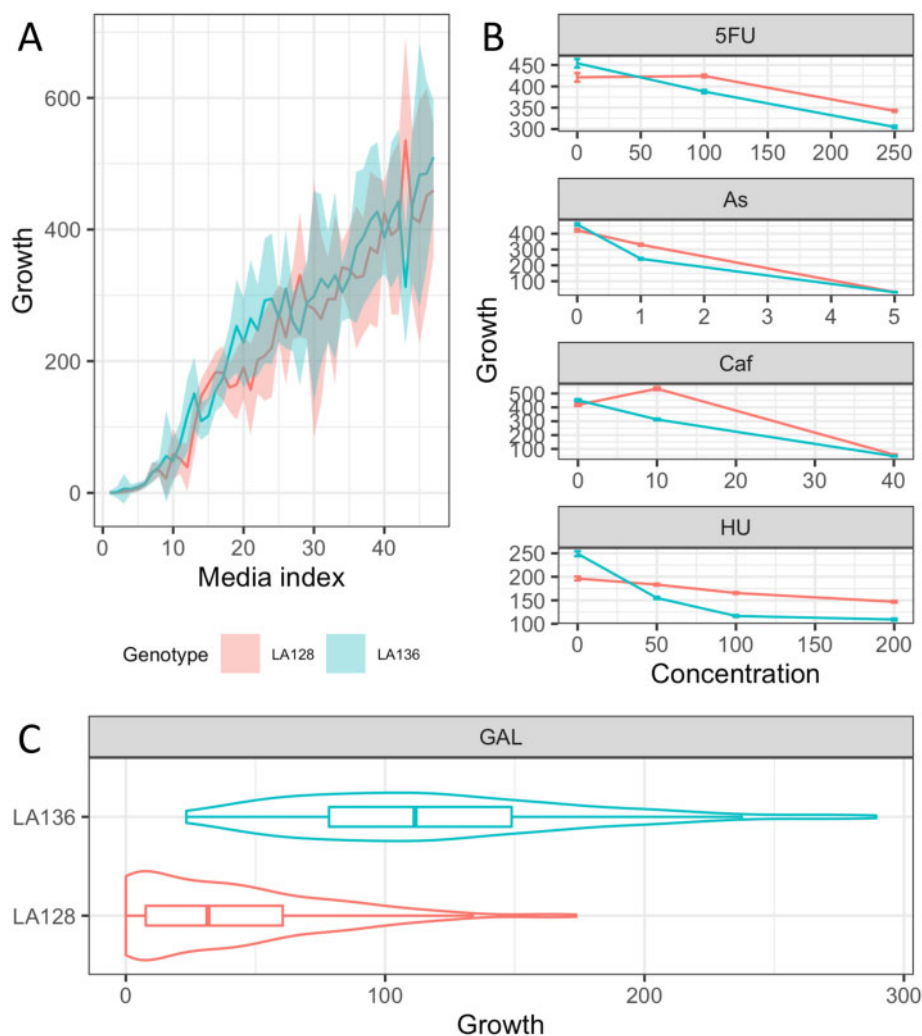 A
Growth
600
400
200
0
0 10 20 30 40
Media index
Genotype LA128 LA136
B
Growth
5FU
450
400
350
300
0 50 100 150 200 250
As
400
300
200
100
0 1 2 3 4 5
Caf
500
400
300
200
100
0 10 20 30 40
HU
250
200
150
100
0 50 100 150 200
Concentration
C
GAL
LA136
LA128
0 100 200 300
Growth